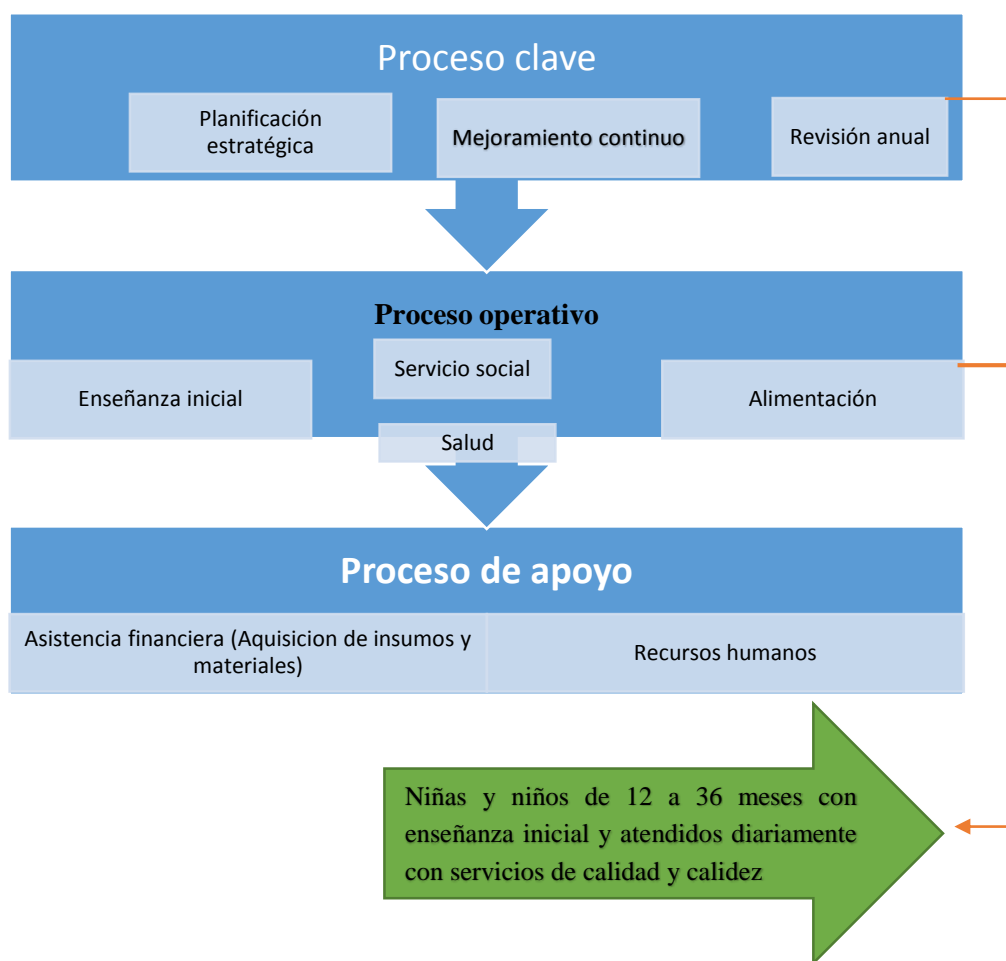 Proceso clave
Planificación
estratégica
Mejoramiento continuo
Revisión anual
Proceso operativo
Servicio social
Enseñanza inicial
Alimentación
Salud
Proceso de apoyo
Asistencia financiera (Aquisicion de insumos y
materiales)
Recursos humanos
Niñas y niños de 12 a 36 meses con
enseñanza inicial y atendidos diariamente
con servicios de calidad y calidez